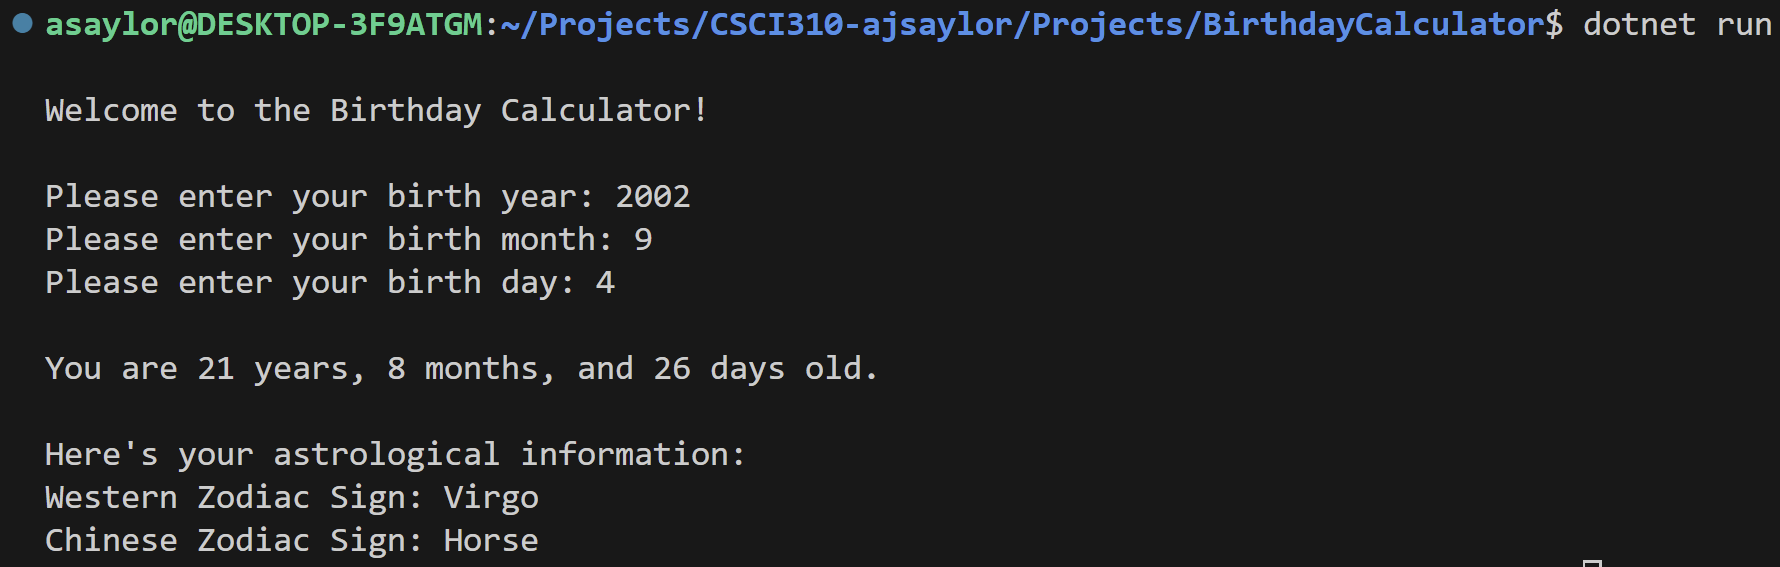 asaylor@DESKTOP-3F9ATGM:~/Projects/CSCI310-ajsaylor/Projects/BirthdayCalculator$ dotnet run
Welcome to the Birthday Calculator!
Please enter your birth year: 2002
Please enter your birth month: 9
Please enter your birth day: 4
You are 21 years, 8 months, and 26 days old.
Here's your astrological information:
Western Zodiac Sign: Virgo
Chinese Zodiac Sign: Horse